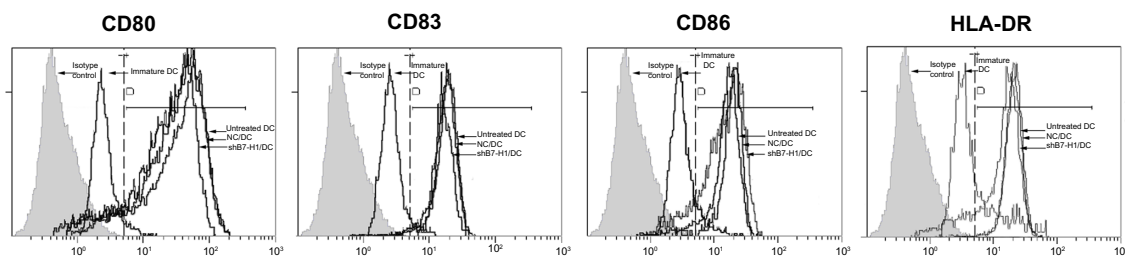 CD80
Isotype
control
Immature DC
Untreated DC
NC/DC
shB7-H1/DC
10⁰ 10¹ 10² 10³
CD83
Isotype
control
Immature DC
Untreated DC
NC/DC
shB7-H1/DC
10⁰ 10¹ 10² 10³
CD86
Immature
DC
Isotype
control
Untreated DC
NC/DC
shB7-H1/DC
10⁰ 10¹ 10² 10³
HLA-DR
Isotype
control
Immature
DC
Untreated DC
NC/DC
shB7-H1/DC
10⁰ 10¹ 10² 10